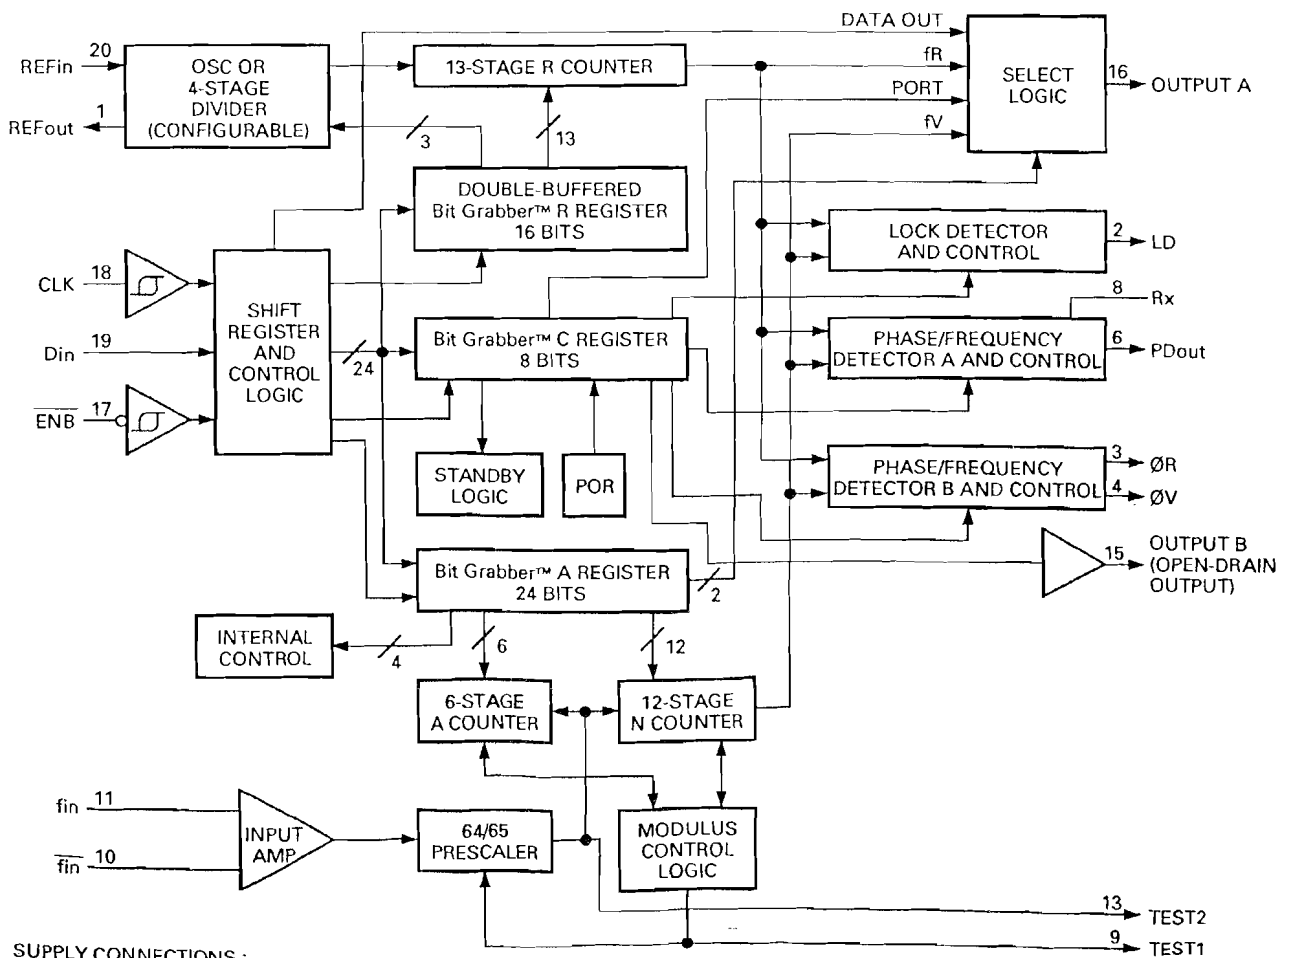 DATA OUT
20
REFin
1
REFout
OSC OR
4-STAGE
DIVIDER
(CONFIGURABLE)
13-STAGE R COUNTER
3
13
fR
PORT
fV
SELECT
LOGIC
16
OUTPUT A
DOUBLE-BUFFERED
Bit Grabber™ R REGISTER
16 BITS
LOCK DETECTOR
AND CONTROL
2
LD
CLK
18
Din
19
ENB
17
SHIFT
REGISTER
AND
CONTROL
LOGIC
24
Bit Grabber™ C REGISTER
8 BITS
8
Rx
PHASE/FREQUENCY
DETECTOR A AND CONTROL
6
PDout
STANDBY
LOGIC
POR
PHASE/FREQUENCY
DETECTOR B AND CONTROL
3
ØR
4
ØV
Bit Grabber™ A REGISTER
24 BITS
2
15
OUTPUT B
(OPEN-DRAIN
OUTPUT)
INTERNAL
CONTROL
4
6
12
6-STAGE
A COUNTER
12-STAGE
N COUNTER
fin
11
fin
10
INPUT
AMP
64/65
PRESCALER
MODULUS
CONTROL
LOGIC
13
TEST2
9
TEST1
SUPPLY CONNECTIONS :